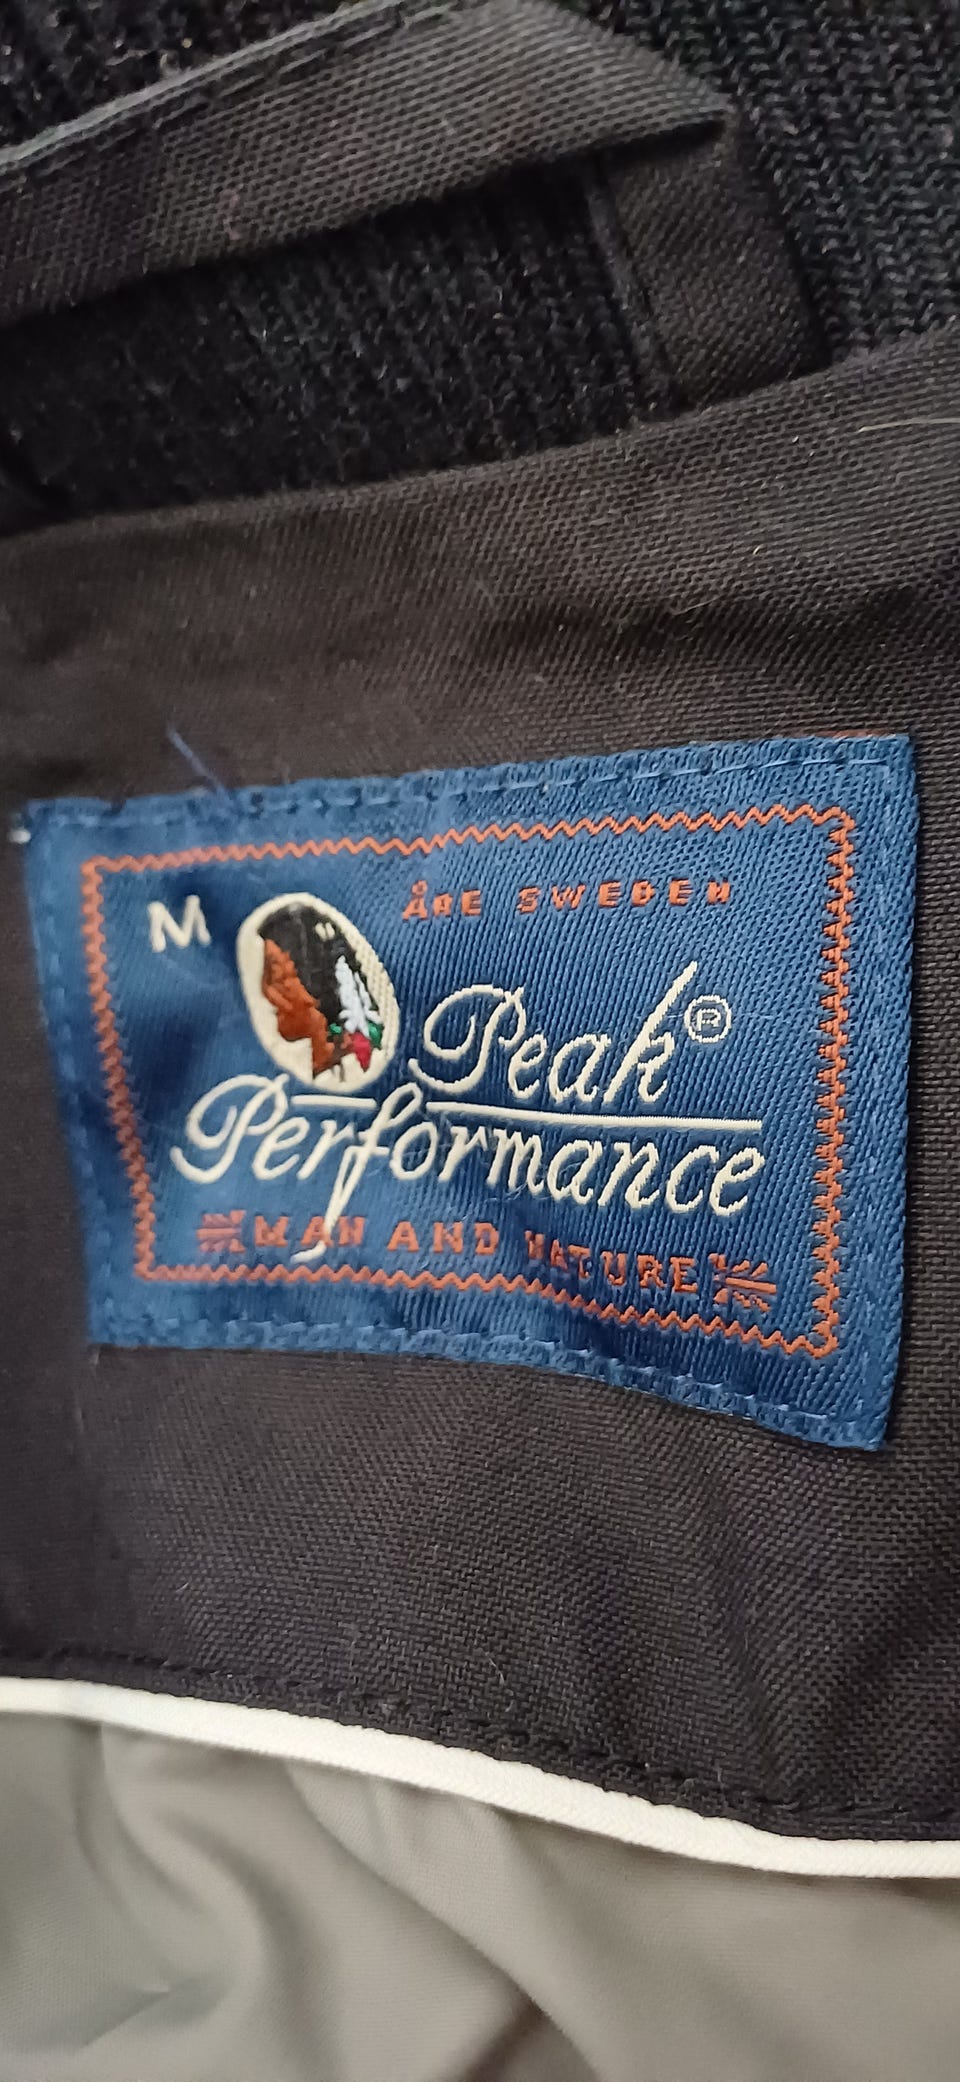 M
ÅRE SWEDEN
Peak®
Performance
MAN AND NATURE